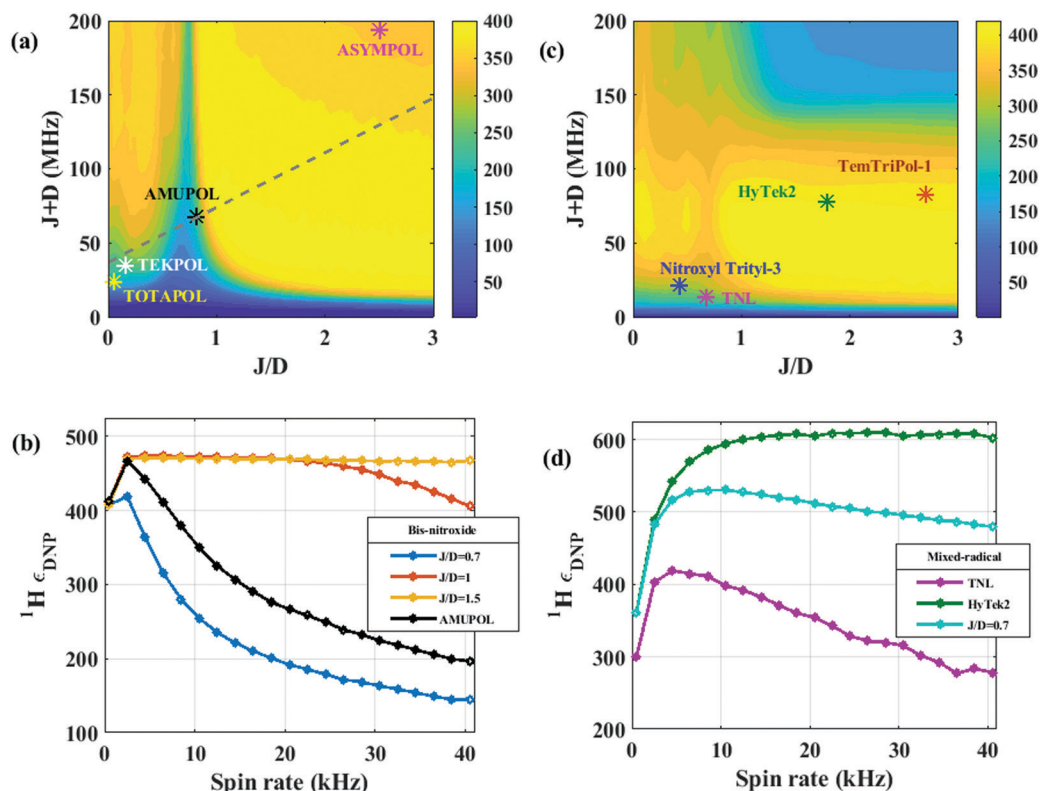 (a)
200
150
100
50
0
J+D (MHz)
0
1
2
3
J/D
ASYMPOL
AMUPOL
TEKPOL
TOTAPOL
400
350
300
250
200
150
100
50
(c)
200
150
100
50
0
J+D (MHz)
0
1
2
3
J/D
TemTriPol-1
HyTek2
Nitroxyl Trityl-3
TNL
400
350
300
250
200
150
100
50
(b)
500
400
300
200
100
¹H ϵDNP
0
10
20
30
40
Spin rate (kHz)
Bis-nitroxide
J/D=0.7
J/D=1
J/D=1.5
AMUPOL
(d)
600
500
400
300
200
¹H ϵDNP
0
10
20
30
40
Spin rate (kHz)
Mixed-radical
TNL
HyTek2
J/D=0.7